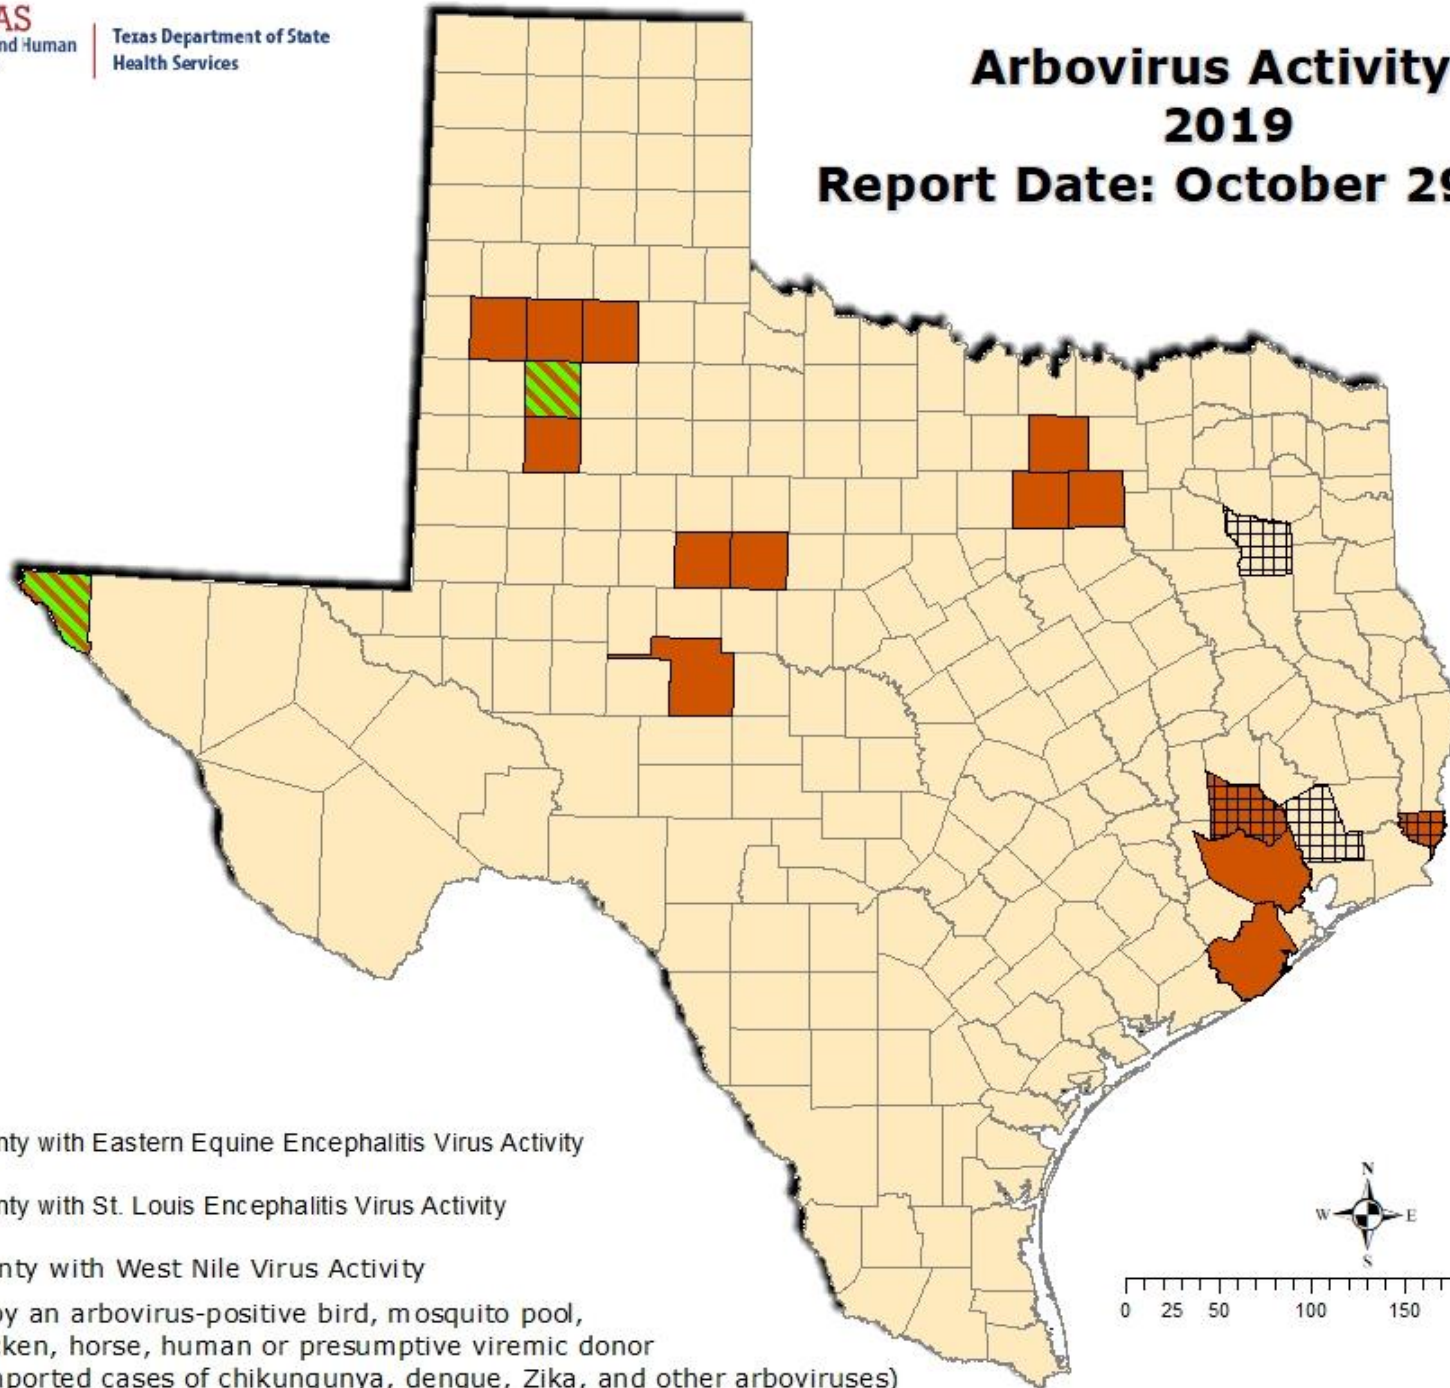 AS
nd Human
Texas Department of State
Health Services
Arbovirus Activity
2019
Report Date: October 29
nty with Eastern Equine Encephalitis Virus Activity
nty with St. Louis Encephalitis Virus Activity
nty with West Nile Virus Activity
by an arbovirus-positive bird, mosquito pool,
ken, horse, human or presumptive viremic donor
ported cases of chikungunya, dengue, Zika, and other arboviruses)
N
W E
S
0 25 50 100 150